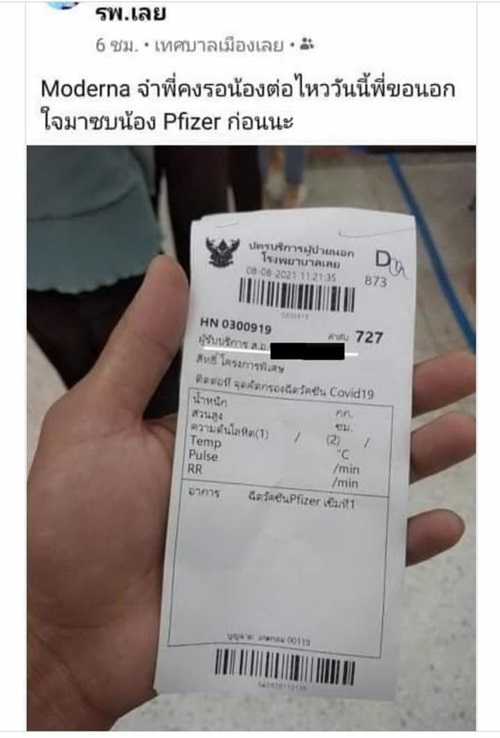 รพ.เลย
6 ชม. · เทศบาลเมืองเลย ·
Moderna จ๋าพี่คงรอน้องต่อไหววันนี้พี่ขอนอก
ใจมาซบน้อง Pfizer ก่อนนะ
บัตรบริการผู้ป่วยนอก
โรงพยาบาลเลย
08-08-2021 11:21:35
D
873
HN 0300919
ลำดับ 727
ผู้รับบริการ ส.อ.
สิทธิ์ โครงการพิเศษ
ติดต่อที่ จุดคัดกรองฉีดวัคซีน Covid19
น้ำหนัก กก.
ส่วนสูง ซม.
ความดันโลหิต(1) / (2) /
Temp °C
Pulse /min
RR /min
อาการ ฉีดวัคซีนPfizer เข็มที่1
00119